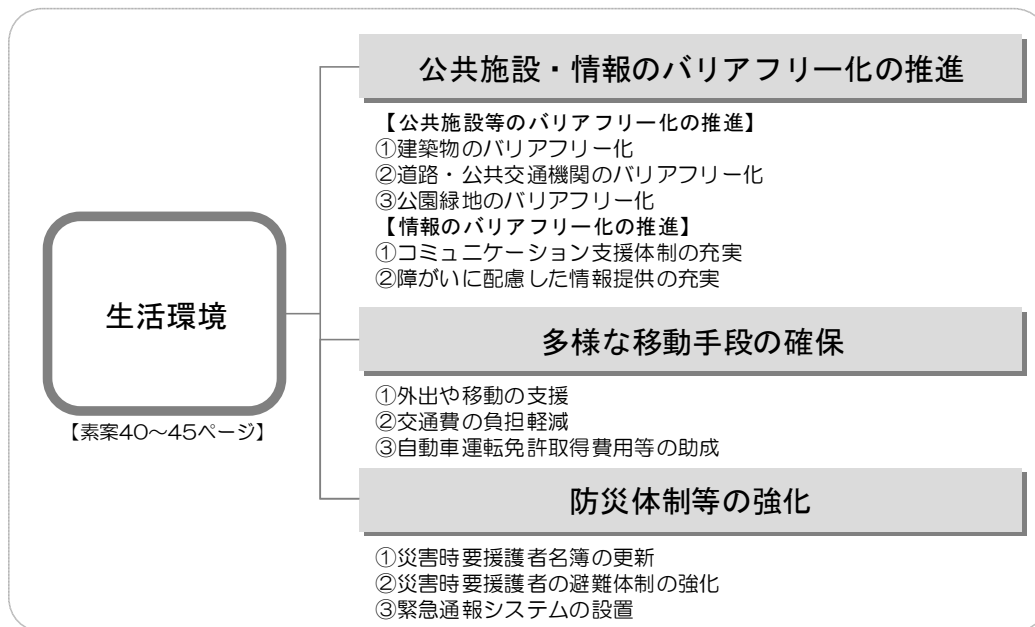 公共施設・情報のバリアフリー化の推進
【公共施設等のバリアフリー化の推進】
①建築物のバリアフリー化
②道路・公共交通機関のバリアフリー化
③公園緑地のバリアフリー化
【情報のバリアフリー化の推進】
①コミュニケーション支援体制の充実
②障がいに配慮した情報提供の充実
生活環境
【素案40～45ページ】
多様な移動手段の確保
①外出や移動の支援
②交通費の負担軽減
③自動車運転免許取得費用等の助成
防災体制等の強化
①災害時要援護者名簿の更新
②災害時要援護者の避難体制の強化
③緊急通報システムの設置